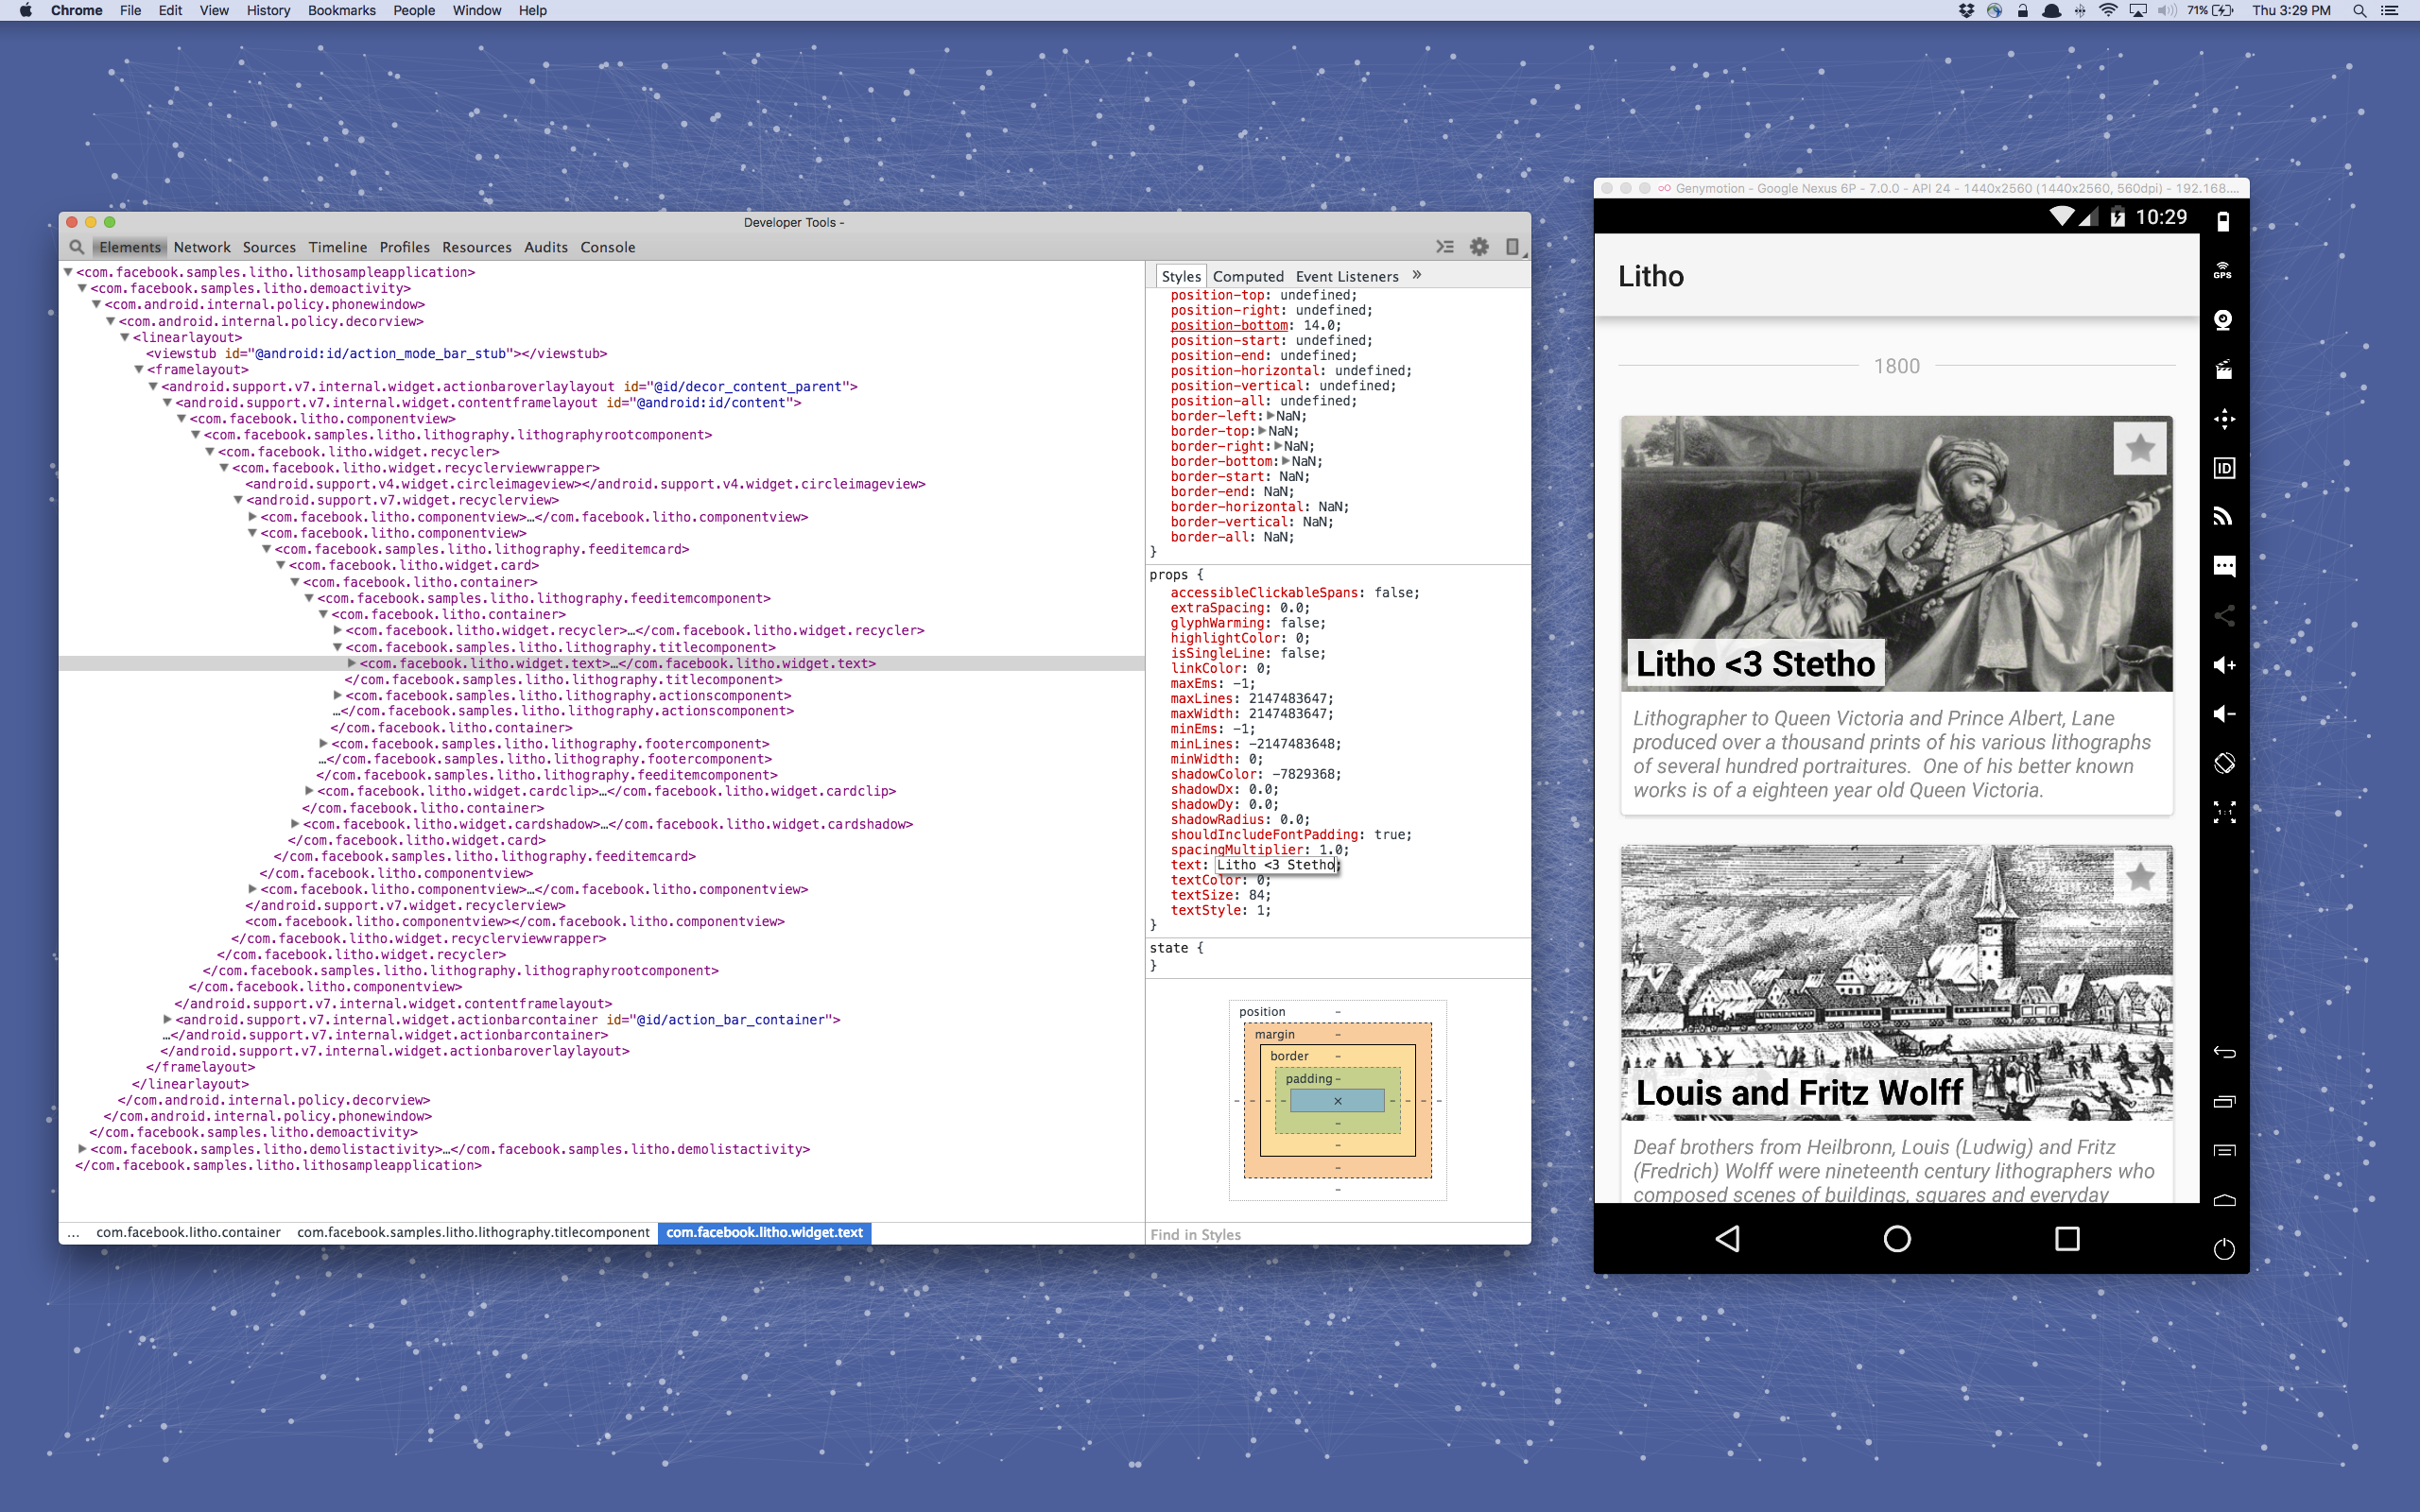 Chrome File Edit View History Bookmarks People Window Help
71% Thu 3:29 PM
Developer Tools -
Elements Network Sources Timeline Profiles Resources Audits Console
<com.facebook.samples.litho.lithosampleapplication>
<com.facebook.samples.litho.demoactivity>
<com.android.internal.policy.phonewindow>
<com.android.internal.policy.decorview>
<linearlayout>
<viewstub id="@android:id/action_mode_bar_stub"></viewstub>
<framelayout>
<android.support.v7.internal.widget.actionbaroverlaylayout id="@id/decor_content_parent">
<android.support.v7.internal.widget.contentframelayout id="@android:id/content">
<com.facebook.litho.componentview>
<com.facebook.samples.litho.lithography.lithographyrootcomponent>
<com.facebook.litho.widget.recycler>
<com.facebook.litho.widget.recyclerviewwrapper>
<android.support.v4.widget.circleimageview></android.support.v4.widget.circleimageview>
<android.support.v7.widget.recyclerview>
<com.facebook.litho.componentview>…</com.facebook.litho.componentview>
<com.facebook.litho.componentview>
<com.facebook.samples.litho.lithography.feeditemcard>
<com.facebook.litho.widget.card>
<com.facebook.litho.container>
<com.facebook.samples.litho.lithography.feeditemcomponent>
<com.facebook.litho.container>
<com.facebook.litho.widget.recycler>…</com.facebook.litho.widget.recycler>
<com.facebook.samples.litho.lithography.titlecomponent>
<com.facebook.litho.widget.text>…</com.facebook.litho.widget.text>
</com.facebook.samples.litho.lithography.titlecomponent>
<com.facebook.samples.litho.lithography.actionscomponent>
…</com.facebook.samples.litho.lithography.actionscomponent>
</com.facebook.litho.container>
<com.facebook.samples.litho.lithography.footercomponent>
…</com.facebook.samples.litho.lithography.footercomponent>
</com.facebook.samples.litho.lithography.feeditemcomponent>
<com.facebook.litho.widget.cardclip>…</com.facebook.litho.widget.cardclip>
</com.facebook.litho.container>
<com.facebook.litho.widget.cardshadow>…</com.facebook.litho.widget.cardshadow>
</com.facebook.litho.widget.card>
</com.facebook.samples.litho.lithography.feeditemcard>
</com.facebook.litho.componentview>
<com.facebook.litho.componentview>…</com.facebook.litho.componentview>
</android.support.v7.widget.recyclerview>
<com.facebook.litho.componentview></com.facebook.litho.componentview>
</com.facebook.litho.widget.recyclerviewwrapper>
</com.facebook.litho.widget.recycler>
</com.facebook.samples.litho.lithography.lithographyrootcomponent>
</com.facebook.litho.componentview>
</android.support.v7.internal.widget.contentframelayout>
<android.support.v7.internal.widget.actionbarcontainer id="@id/action_bar_container">
…</android.support.v7.internal.widget.actionbarcontainer>
</android.support.v7.internal.widget.actionbaroverlaylayout>
</framelayout>
</linearlayout>
</com.android.internal.policy.decorview>
</com.android.internal.policy.phonewindow>
</com.facebook.samples.litho.demoactivity>
<com.facebook.samples.litho.demolistactivity>…</com.facebook.samples.litho.demolistactivity>
</com.facebook.samples.litho.lithosampleapplication>
... com.facebook.litho.container com.facebook.samples.litho.lithography.titlecomponent com.facebook.litho.widget.text
Styles Computed Event Listeners »
position-top: undefined;
position-right: undefined;
position-bottom: 14.0;
position-start: undefined;
position-end: undefined;
position-horizontal: undefined;
position-vertical: undefined;
position-all: undefined;
border-left: NaN;
border-top: NaN;
border-right: NaN;
border-bottom: NaN;
border-start: NaN;
border-end: NaN;
border-horizontal: NaN;
border-vertical: NaN;
border-all: NaN;
}
props {
accessibleClickableSpans: false;
extraSpacing: 0.0;
glyphWarming: false;
highlightColor: 0;
isSingleLine: false;
linkColor: 0;
maxEms: -1;
maxLines: 2147483647;
maxWidth: 2147483647;
minEms: -1;
minLines: -2147483648;
minWidth: 0;
shadowColor: -7829368;
shadowDx: 0.0;
shadowDy: 0.0;
shadowRadius: 0.0;
shouldIncludeFontPadding: true;
spacingMultiplier: 1.0;
text: Litho <3 Stetho;
textColor: 0;
textSize: 84;
textStyle: 1;
}
state {
}
position -
margin -
border -
padding -
- - - - × - - - -
-
-
-
-
Find in Styles
Genymotion - Google Nexus 6P - 7.0.0 - API 24 - 1440x2560 (1440x2560, 560dpi) - 192.168....
10:29
GPS
ID
1:1
Litho
1800
Litho <3 Stetho
Lithographer to Queen Victoria and Prince Albert, Lane
produced over a thousand prints of his various lithographs
of several hundred portraitures. One of his better known
works is of a eighteen year old Queen Victoria.
Louis and Fritz Wolff
Deaf brothers from Heilbronn, Louis (Ludwig) and Fritz
(Fredrich) Wolff were nineteenth century lithographers who
composed scenes of buildings, squares and everyday